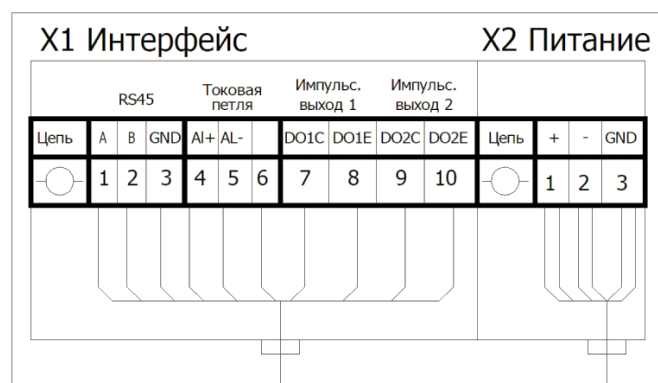 X1 Интерфейс X2 Питание
RS45 Токовая петля Импульс. выход 1 Импульс. выход 2
Цепь A B GND AI+ AL- DO1C DO1E DO2C DO2E Цепь + - GND
1 2 3 4 5 6 7 8 9 10 1 2 3